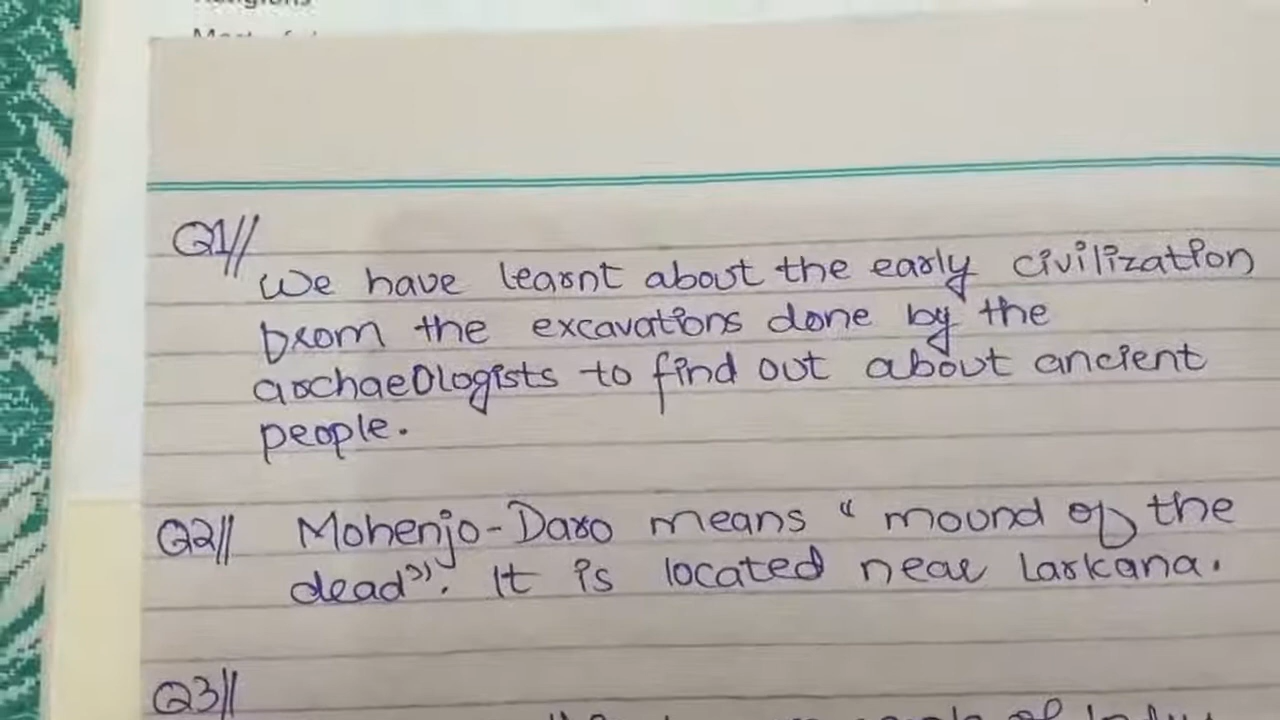 Q1//
We have learnt about the early civilization
from the excavations done by the
archaeologists to find out about ancient
people.
Q2// Mohenjo-Daro means " mound of the
dead". It is located near Larkana.
Q3//